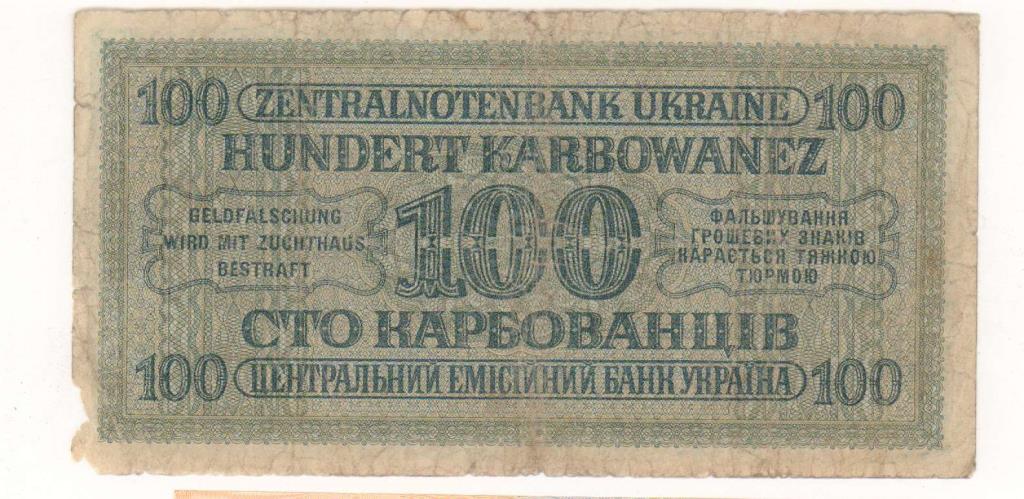 100 ZENTRALNOTENBANK UKRAINE 100
HUNDERT KARBOWANEZ
GELDFÄLSCHUNG
WIRD MIT ZUCHTHAUS
BESTRAFT
100
ФАЛЬШУВАННЯ
ГРОШЕВИХ ЗНАКІВ
КАРАЄТЬСЯ ТЯЖКОЮ
ТЮРМОЮ
СТО КАРБОВАНЦІВ
100 ЦЕНТРАЛЬНИЙ ЕМІСІЙНИЙ БАНК УКРАЇНА 100